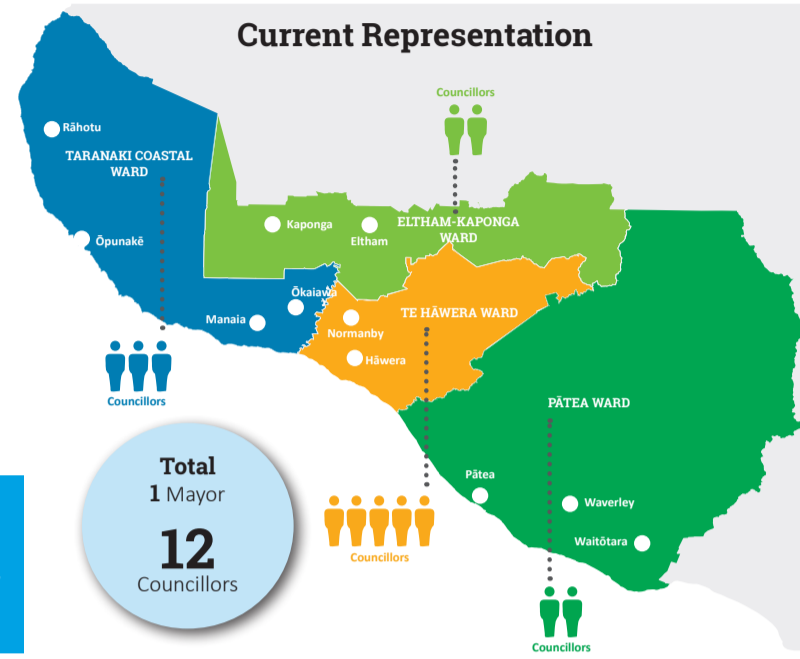 Current Representation
Councillors
Rāhotu
TARANAKI COASTAL
WARD
Kaponga
Eltham
ELTHAM-KAPONGA
WARD
Ōpunakē
Ōkaiawa
Manaia
Normanby
TE HĀWERA WARD
Hāwera
Councillors
PĀTEA WARD
Total
1 Mayor
12
Councillors
Pātea
Waverley
Waitōtara
Councillors
Councillors